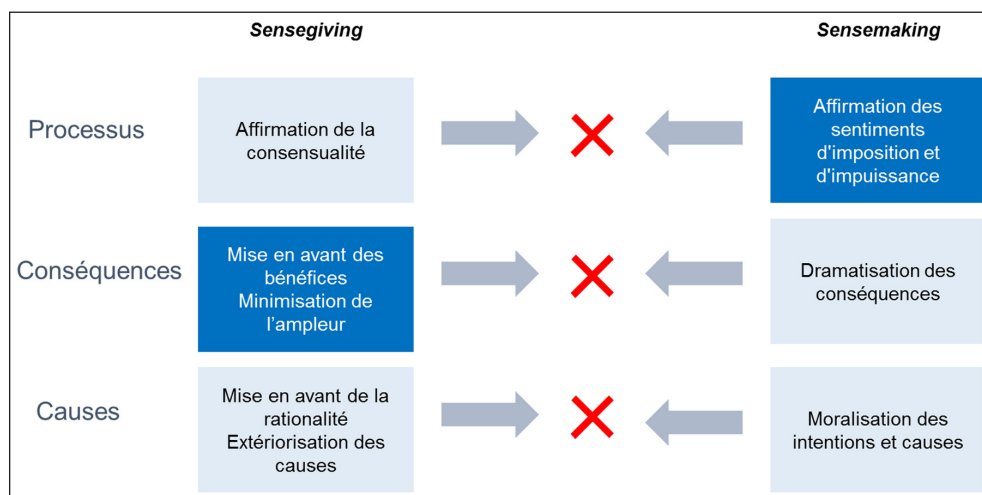 Sensegiving
Sensemaking
Processus
Affirmation de la
consensualité
Affirmation des
sentiments
d'imposition et
d'impuissance
Conséquences
Mise en avant des
bénéfices
Minimisation de
l’ampleur
Dramatisation des
conséquences
Causes
Mise en avant de la
rationalité
Extériorisation des
causes
Moralisation des
intentions et causes